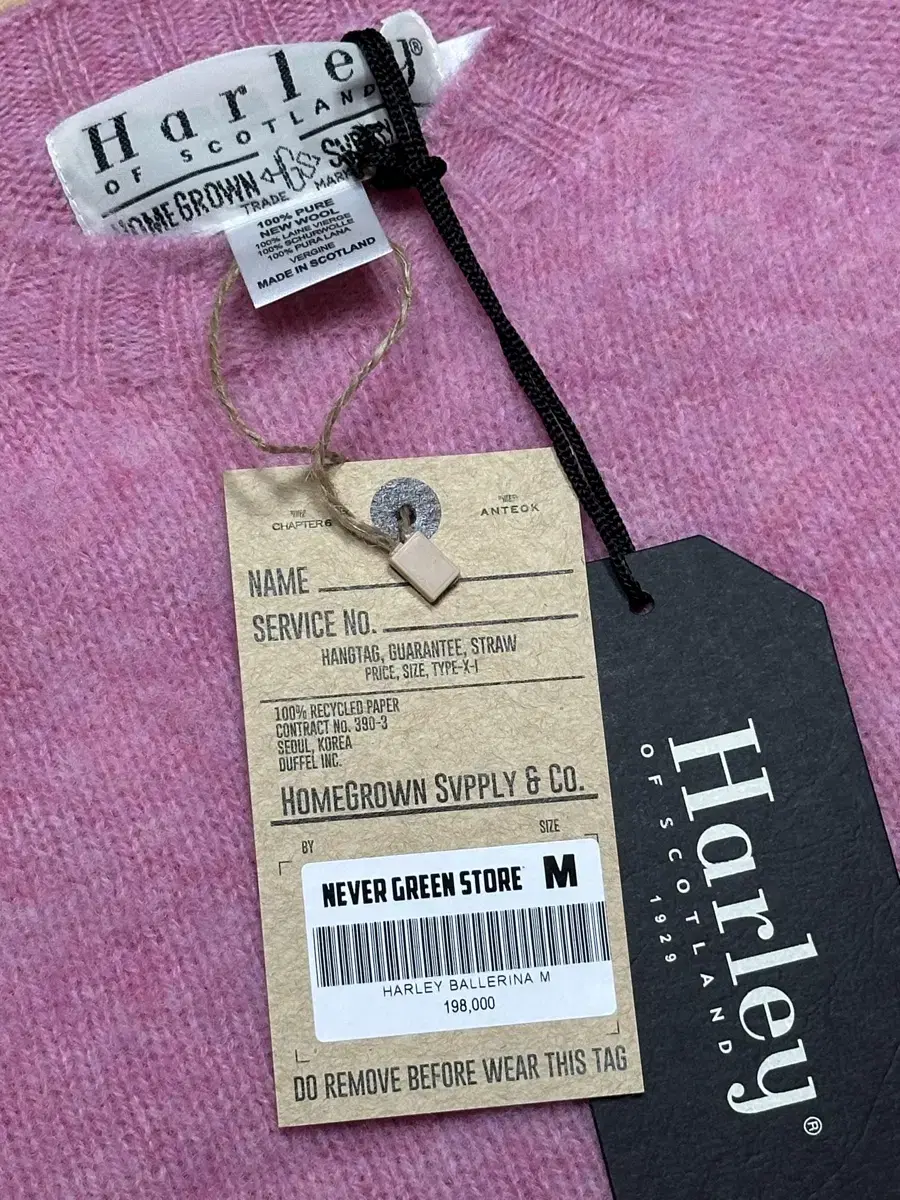 Harley®
OF SCOTLAND
HOMEGROWN HGS
TRADE MARK
100% PURE
NEW WOOL
100% LAINE VIERGE
100% SCHURWOLLE
100% PURA LANA
VERGINE
MADE IN SCOTLAND
CHAPTER6
ANTEOK
NAME
SERVICE NO.
HANGTAG, GUARANTEE, STRAW
PRICE, SIZE, TYPE-X-I
100% RECYCLED PAPER
CONTRACT NO. 390-3
SEOUL, KOREA
DUFFEL INC.
HOMEGROWN SVPPLY & CO.
BY
SIZE
NEVER GREEN STORE M
HARLEY BALLERINA M
198,000
DO REMOVE BEFORE WEAR THIS TAG
Harley®
OF SCOTLAND
1929